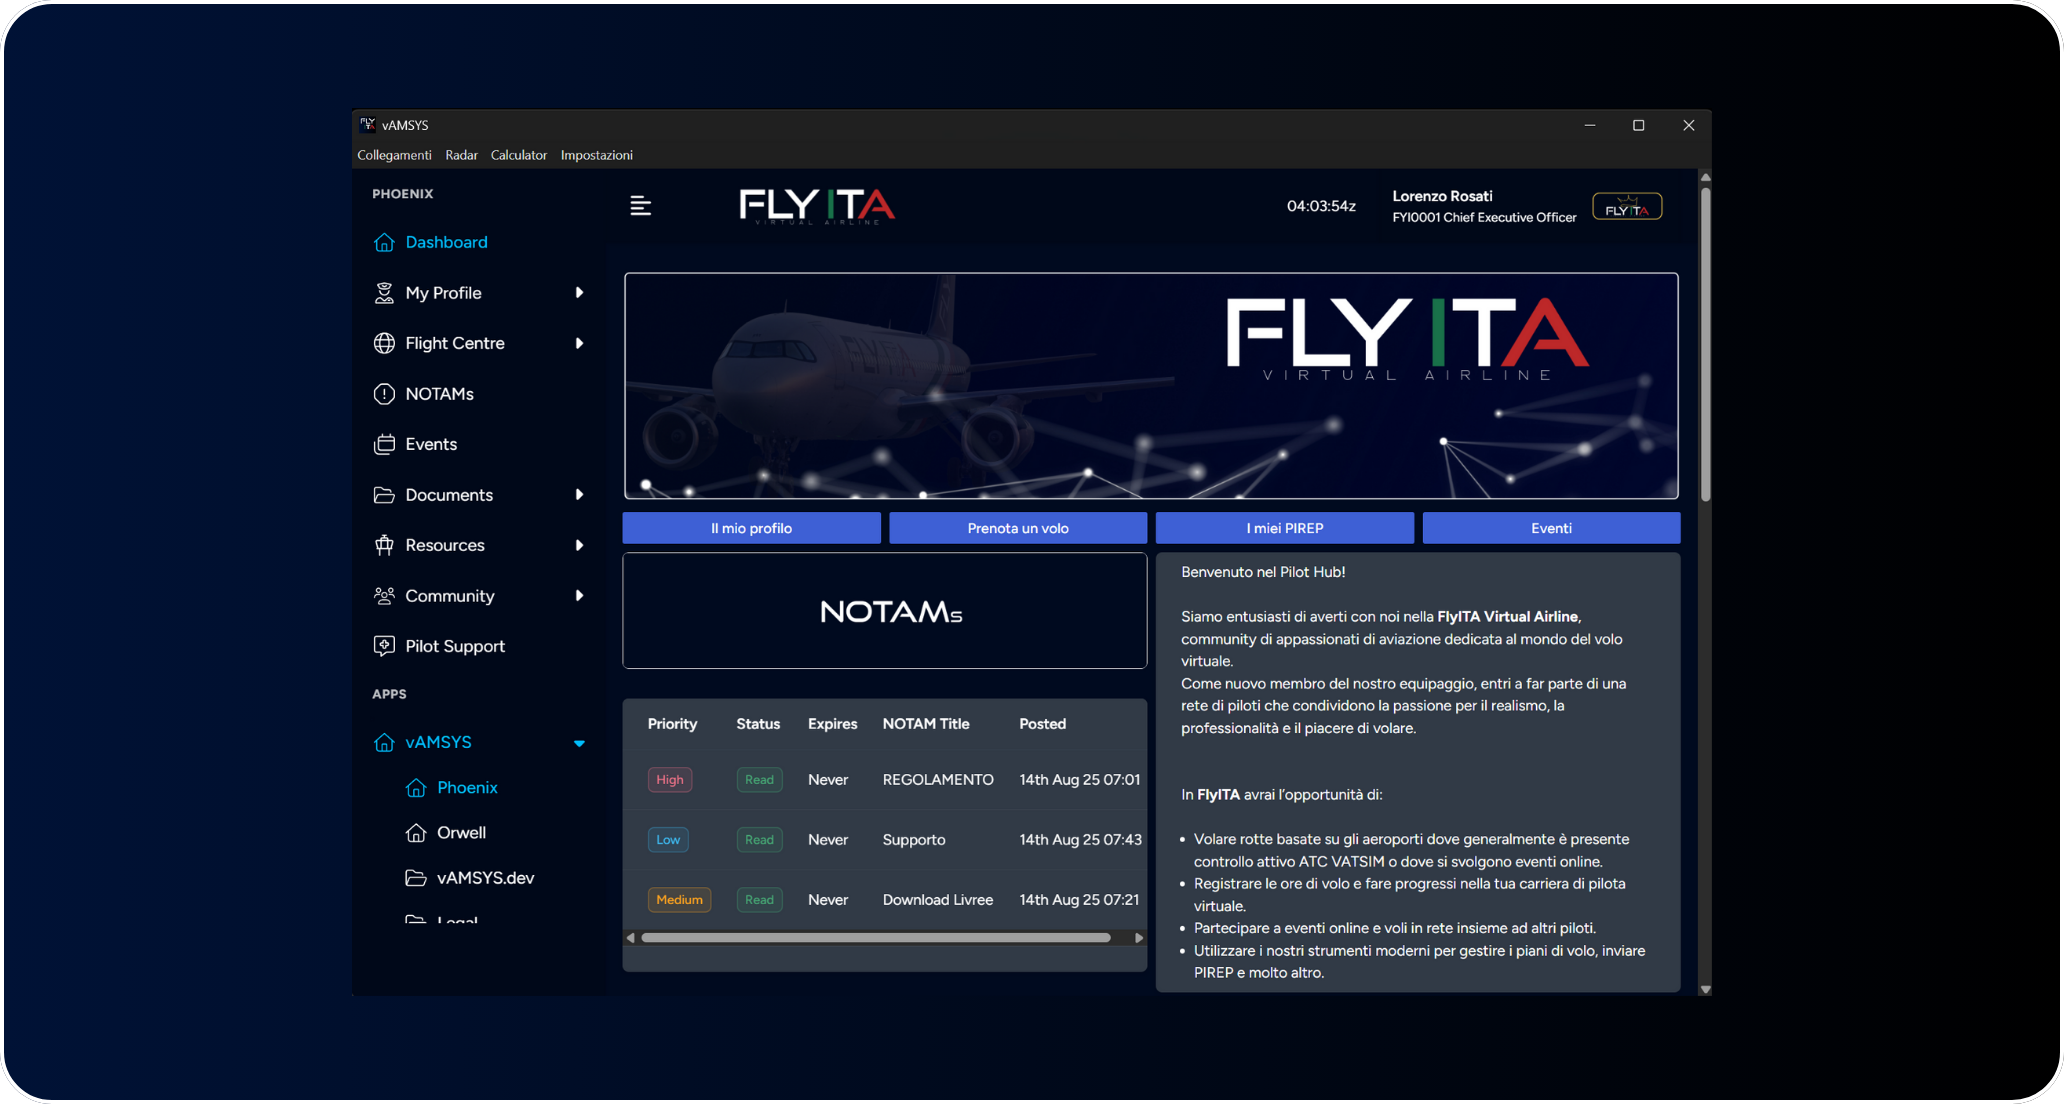 vAMSYS
Collegamenti Radar Calculator Impostazioni
PHOENIX
Dashboard
My Profile
Flight Centre
NOTAMs
Events
Documents
Resources
Community
Pilot Support
APPS
vAMSYS
Phoenix
Orwell
vAMSYS.dev
Legal
FLY ITA
VIRTUAL AIRLINE
04:03:54z
Lorenzo Rosati
FYI0001 Chief Executive Officer
FLYITA
FLY ITA
VIRTUAL AIRLINE
FLY ITA
Il mio profilo Prenota un volo I miei PIREP Eventi
NOTAMs
Priority Status Expires NOTAM Title Posted
High Read Never REGOLAMENTO 14th Aug 25 07:01
Low Read Never Supporto 14th Aug 25 07:43
Medium Read Never Download Livree 14th Aug 25 07:21
Benvenuto nel Pilot Hub!
Siamo entusiasti di averti con noi nella FlyITA Virtual Airline,
community di appassionati di aviazione dedicata al mondo del volo
virtuale.
Come nuovo membro del nostro equipaggio, entri a far parte di una
rete di piloti che condividono la passione per il realismo, la
professionalità e il piacere di volare.
In FlyITA avrai l'opportunità di:
• Volare rotte basate su gli aeroporti dove generalmente è presente
controllo attivo ATC VATSIM o dove si svolgono eventi online.
• Registrare le ore di volo e fare progressi nella tua carriera di pilota
virtuale.
• Partecipare a eventi online e voli in rete insieme ad altri piloti.
• Utilizzare i nostri strumenti moderni per gestire i piani di volo, inviare
PIREP e molto altro.